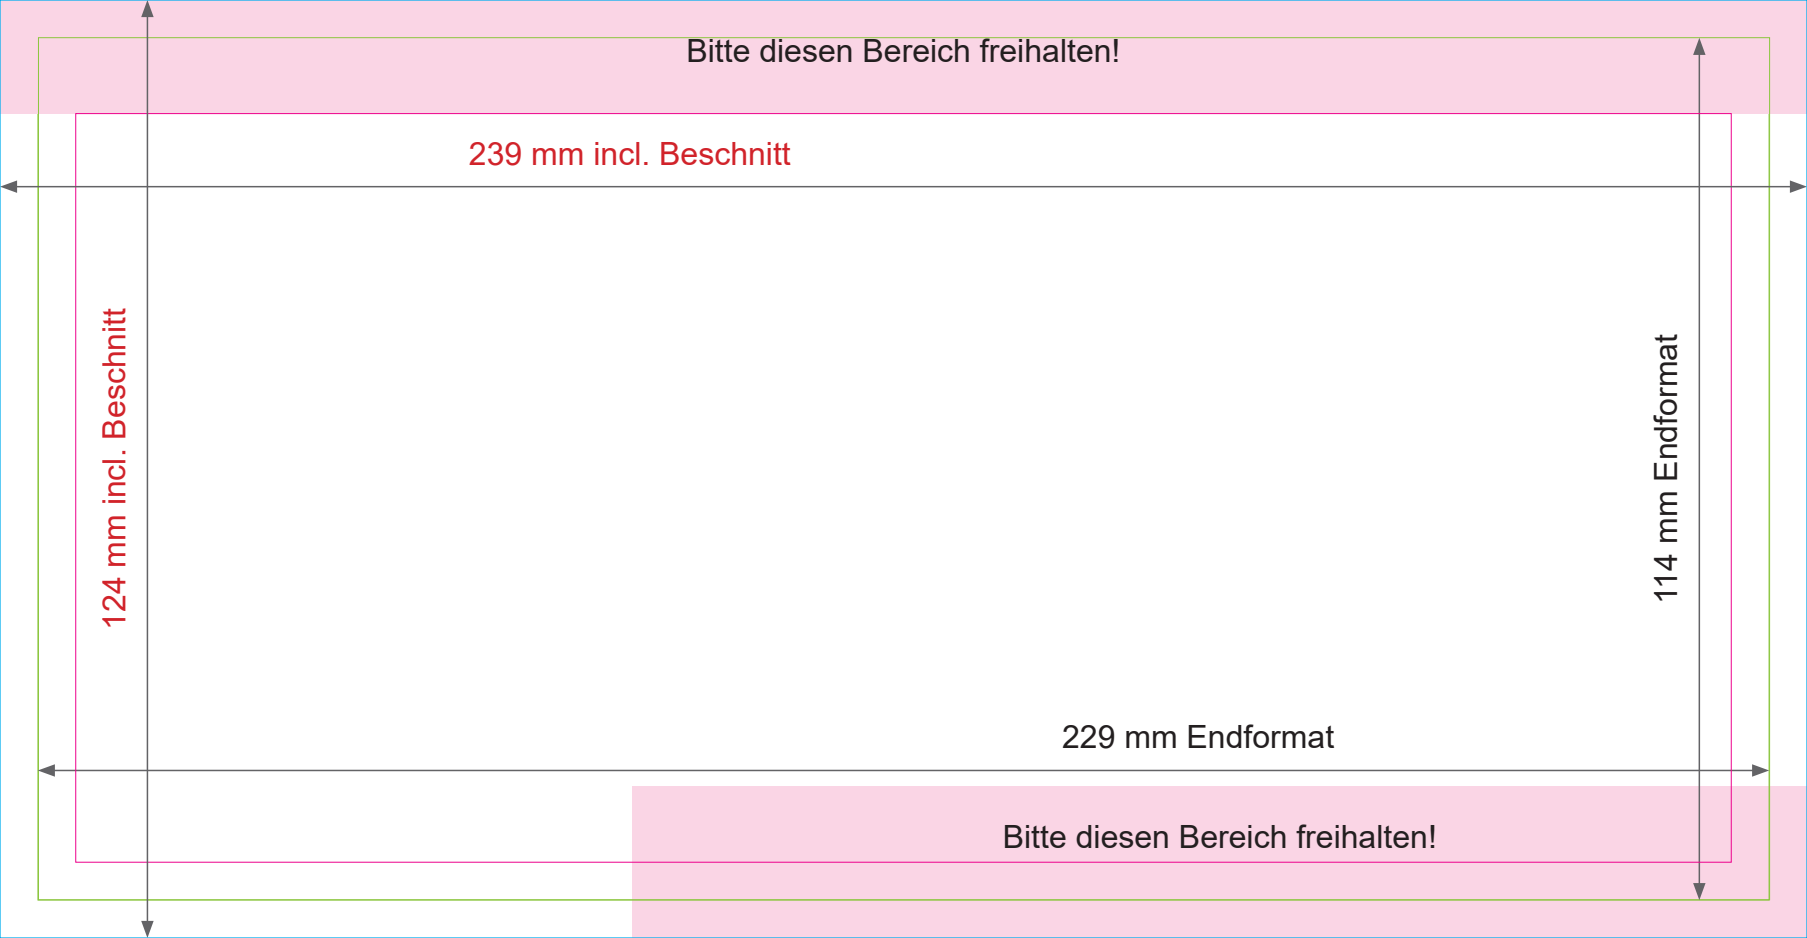 Bitte diesen Bereich freihalten!
239 mm incl. Beschnitt
124 mm incl. Beschnitt
114 mm Endformat
229 mm Endformat
Bitte diesen Bereich freihalten!